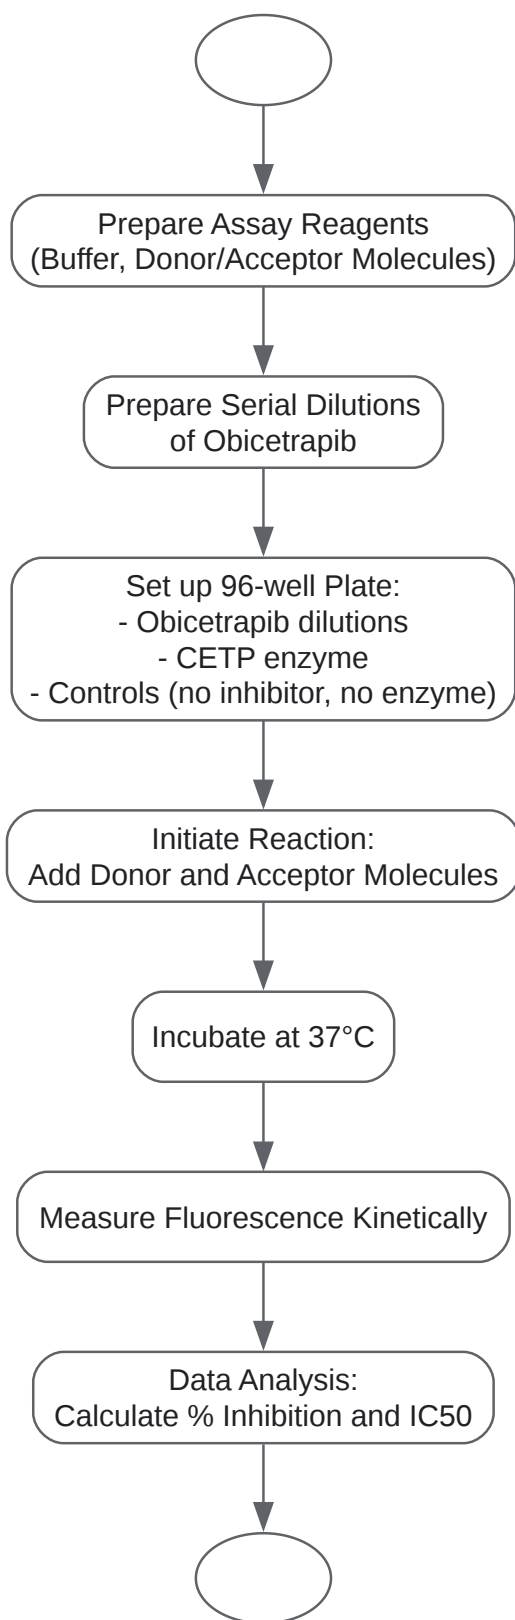 Prepare Assay Reagents
(Buffer, Donor/Acceptor Molecules)
Prepare Serial Dilutions
of Obicetrapib
Set up 96-well Plate:
- Obicetrapib dilutions
- CETP enzyme
- Controls (no inhibitor, no enzyme)
Initiate Reaction:
Add Donor and Acceptor Molecules
Incubate at 37°C
Measure Fluorescence Kinetically
Data Analysis:
Calculate % Inhibition and IC50